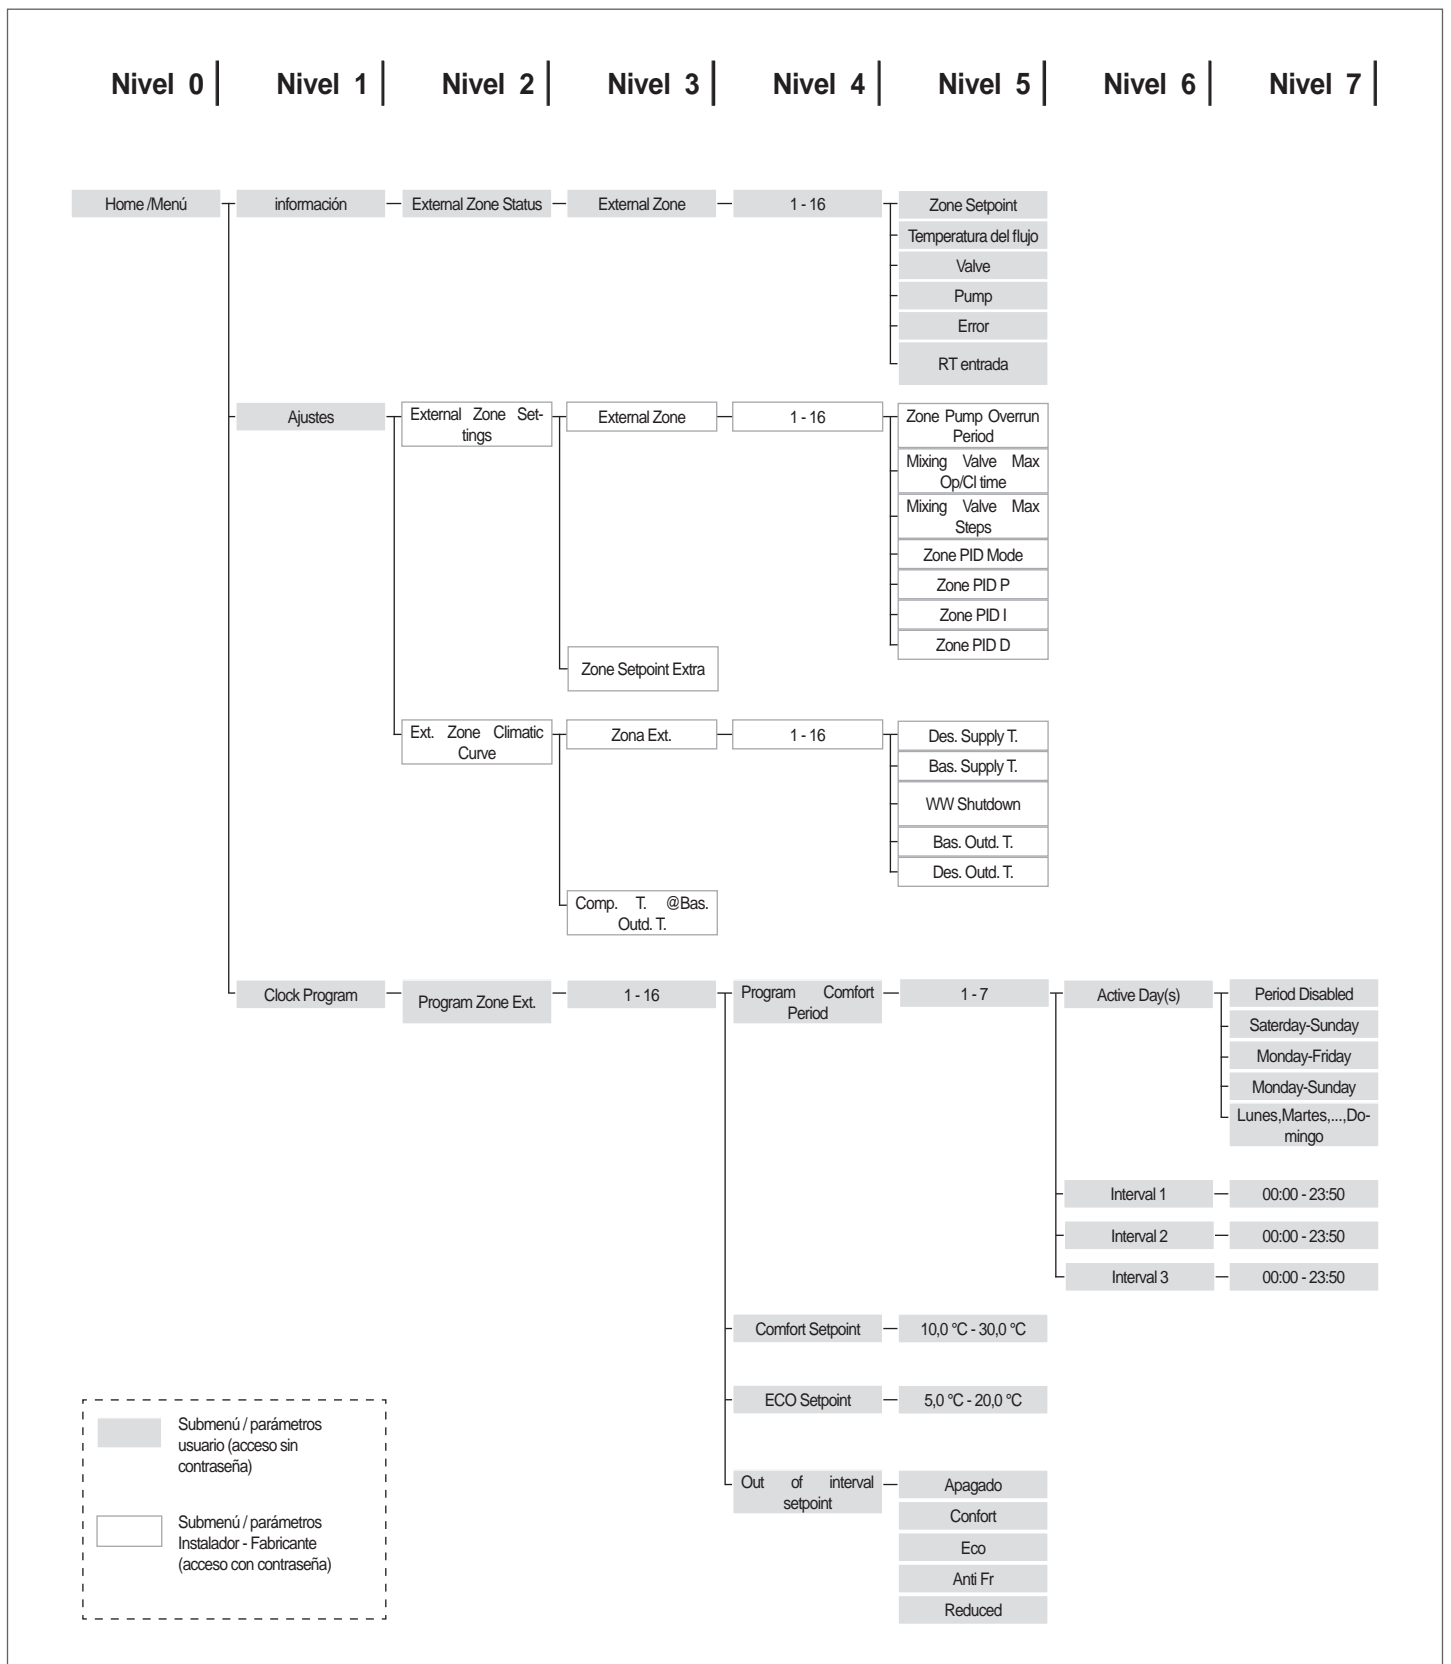 Nivel 0
Nivel 1
Nivel 2
Nivel 3
Nivel 4
Nivel 5
Nivel 6
Nivel 7
Home /Menú
información
External Zone Status
External Zone
1 - 16
Zone Setpoint
Temperatura del flujo
Valve
Pump
Error
RT entrada
Ajustes
External Zone Set-
tings
External Zone
1 - 16
Zone Pump Overrun
Period
Mixing Valve Max
Op/Cl time
Mixing Valve Max
Steps
Zone PID Mode
Zone PID P
Zone PID I
Zone PID D
Zone Setpoint Extra
Ext. Zone Climatic
Curve
Zona Ext.
1 - 16
Des. Supply T.
Bas. Supply T.
WW Shutdown
Bas. Outd. T.
Des. Outd. T.
Comp. T. @Bas.
Outd. T.
Clock Program
Program Zone Ext.
1 - 16
Program Comfort
Period
1 - 7
Active Day(s)
Period Disabled
Saterday-Sunday
Monday-Friday
Monday-Sunday
Lunes,Martes,...,Do-
mingo
Interval 1
00:00 - 23:50
Interval 2
00:00 - 23:50
Interval 3
00:00 - 23:50
Comfort Setpoint
10,0 °C - 30,0 °C
ECO Setpoint
5,0 °C - 20,0 °C
Out of interval
setpoint
Apagado
Confort
Eco
Anti Fr
Reduced
Submenú / parámetros
usuario (acceso sin
contraseña)
Submenú / parámetros
Instalador - Fabricante
(acceso con contraseña)